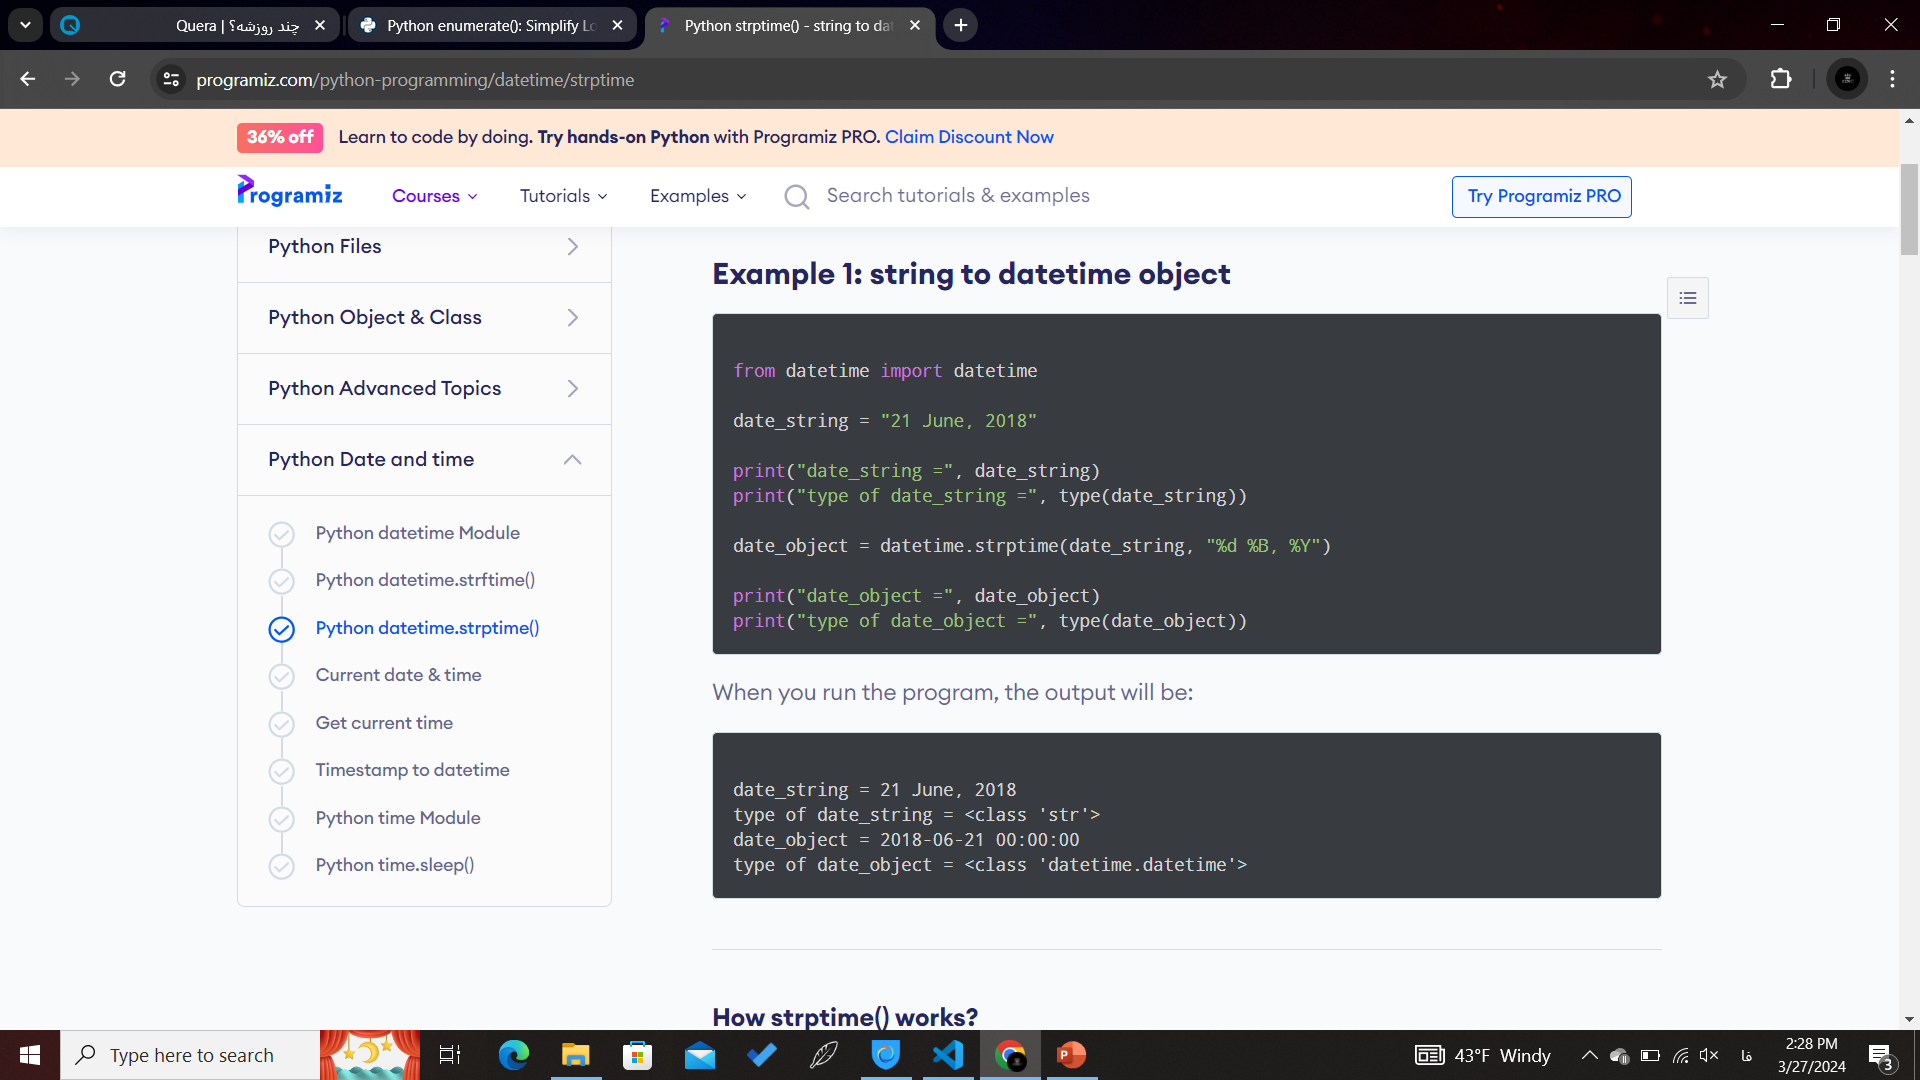 Quera | چند روزشه؟
Python enumerate(): Simplify Lo
Python strptime() - string to dat
programiz.com/python-programming/datetime/strptime
36% off Learn to code by doing. Try hands-on Python with Programiz PRO. Claim Discount Now
Programiz
Courses
Tutorials
Examples
Search tutorials & examples
Try Programiz PRO
Python Files
Python Object & Class
Python Advanced Topics
Python Date and time
Python datetime Module
Python datetime.strftime()
Python datetime.strptime()
Current date & time
Get current time
Timestamp to datetime
Python time Module
Python time.sleep()
Example 1: string to datetime object
from datetime import datetime
date_string = "21 June, 2018"
print("date_string =", date_string)
print("type of date_string =", type(date_string))
date_object = datetime.strptime(date_string, "%d %B, %Y")
print("date_object =", date_object)
print("type of date_object =", type(date_object))
When you run the program, the output will be:
date_string = 21 June, 2018
type of date_string = <class 'str'>
date_object = 2018-06-21 00:00:00
type of date_object = <class 'datetime.datetime'>
How strptime() works?
Type here to search
43°F Windy
فا
2:28 PM
3/27/2024
3